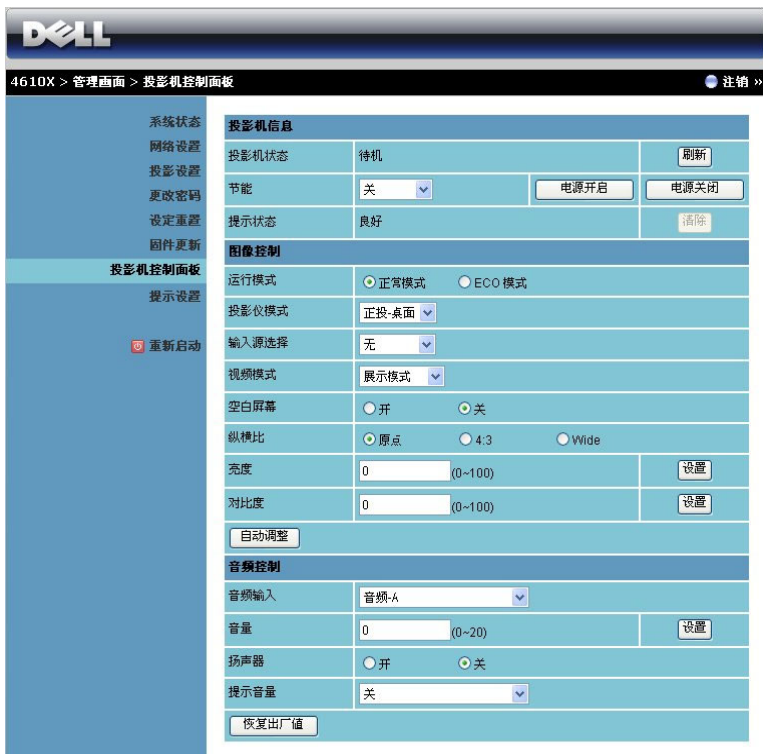 DELL
4610X > 管理画面 > 投影机控制面板 注销 »
系统状态
网络设置
投影设置
更改密码
设定重置
固件更新
投影机控制面板
提示设置
重新启动
投影机信息
投影机状态 待机 刷新
节能 关 电源开启 电源关闭
提示状态 良好 清除
图像控制
运行模式 正常模式 ECO 模式
投影仪模式 正投-桌面
输入源选择 无
视频模式 展示模式
空白屏幕 开 关
纵横比 原点 4:3 Wide
亮度 0 (0~100) 设置
对比度 0 (0~100) 设置
自动调整
音频控制
音频输入 音频-A
音量 0 (0~20) 设置
扬声器 开 关
提示音量 关
恢复出厂值